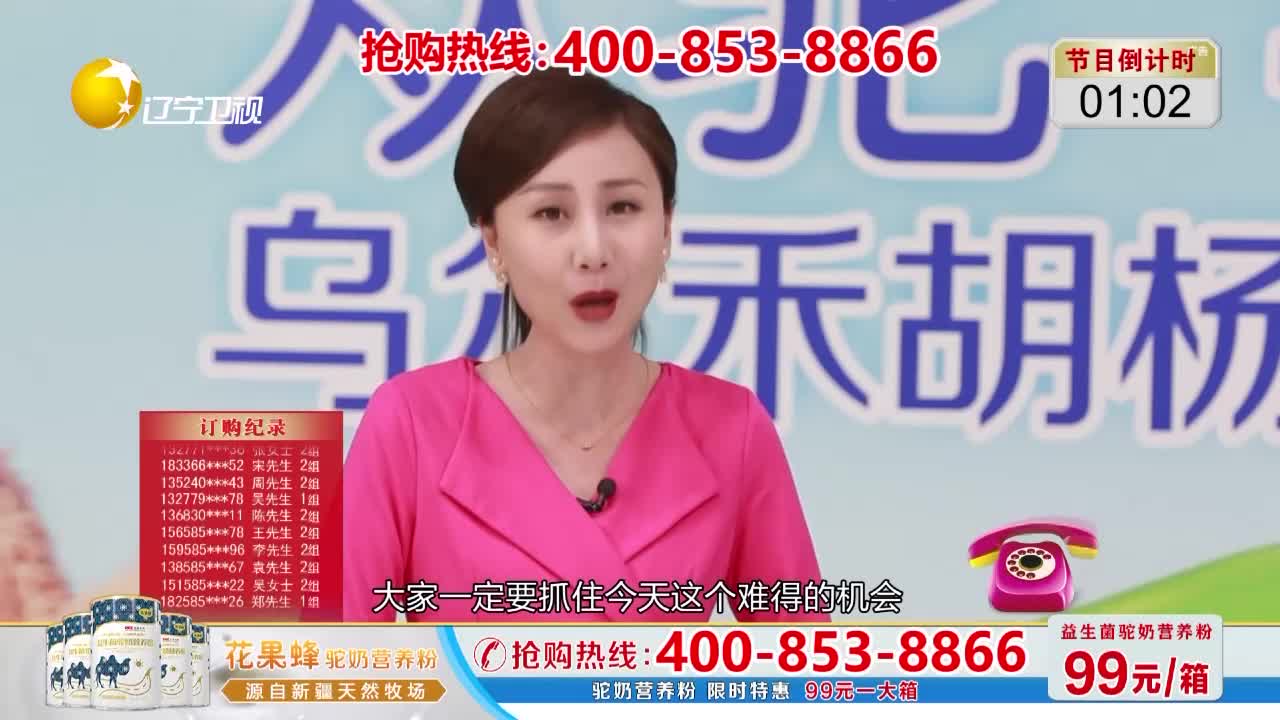 抢购热线:400-853-8866
辽宁卫视
节目倒计时
01:02
乌尔禾胡杨
订购纪录
132771***36 张女士 2组
183366***52 宋先生 2组
135240***43 周先生 2组
132779***78 吴先生 1组
136830***11 陈先生 2组
156585***78 王先生 2组
159585***96 李先生 2组
138585***67 袁先生 2组
151585***22 吴女士 2组
182585***26 郑先生 1组
大家一定要抓住今天这个难得的机会
花果蜂驼奶营养粉
源自新疆天然牧场
抢购热线:400-853-8866
驼奶营养粉 限时特惠 99元一大箱
益生菌驼奶营养粉
99元/箱